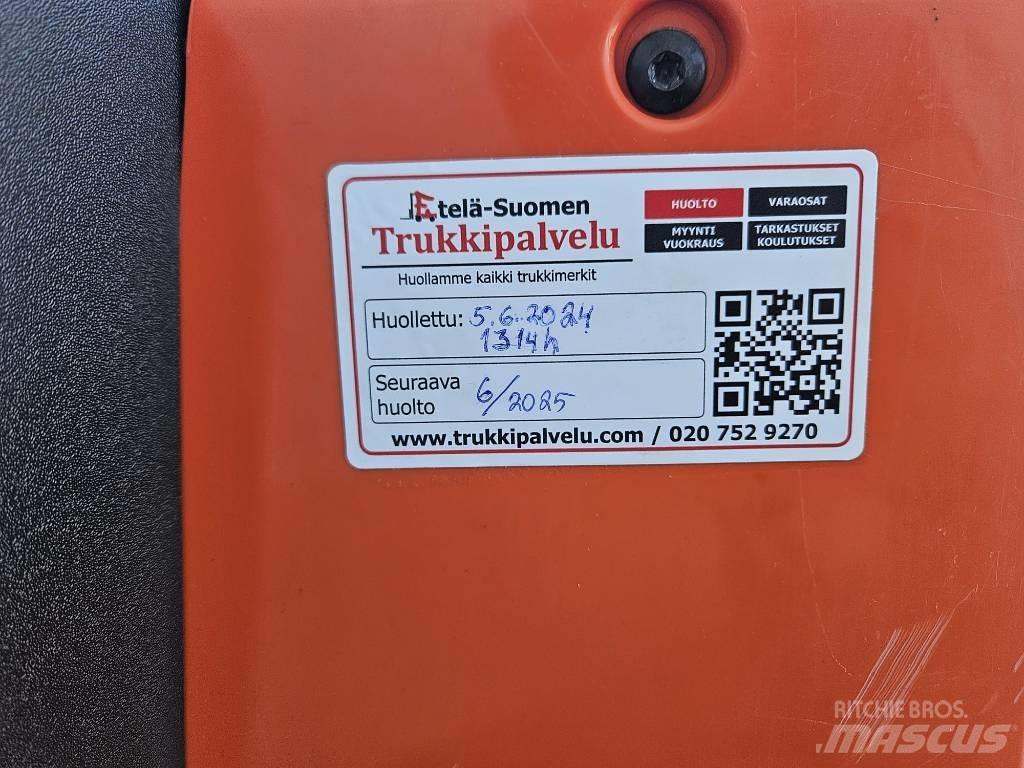 Etelä-Suomen
Trukkipalvelu
Huollamme kaikki trukkimerkit
HUOLTO
VARAOSAT
MYYNTI
VUOKRAUS
TARKASTUKSET
KOULUTUKSET
Huollettu: 5.6.2024
1314h
Seuraava
huolto 6/2025
www.trukkipalvelu.com / 020 752 9270
RITCHIE BROS.
MASCUS